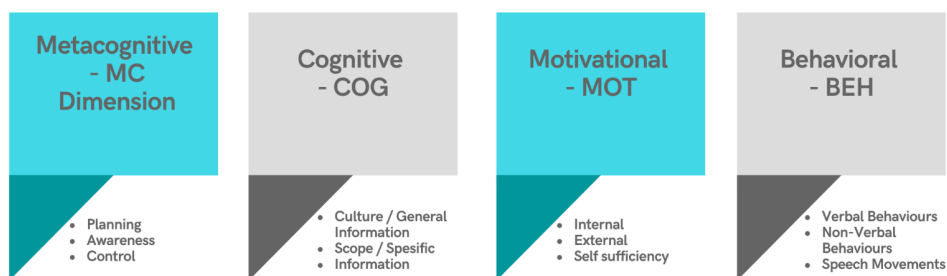 Metacognitive
- MC
Dimension
Cognitive
- COG
Motivational
- MOT
Behavioral
- BEH
• Planning
• Awareness
• Control
• Culture / General
Information
• Scope / Spesific
• Information
• Internal
• External
• Self sufficiency
• Verbal Behaviours
• Non-Verbal
Behaviours
• Speech Movements